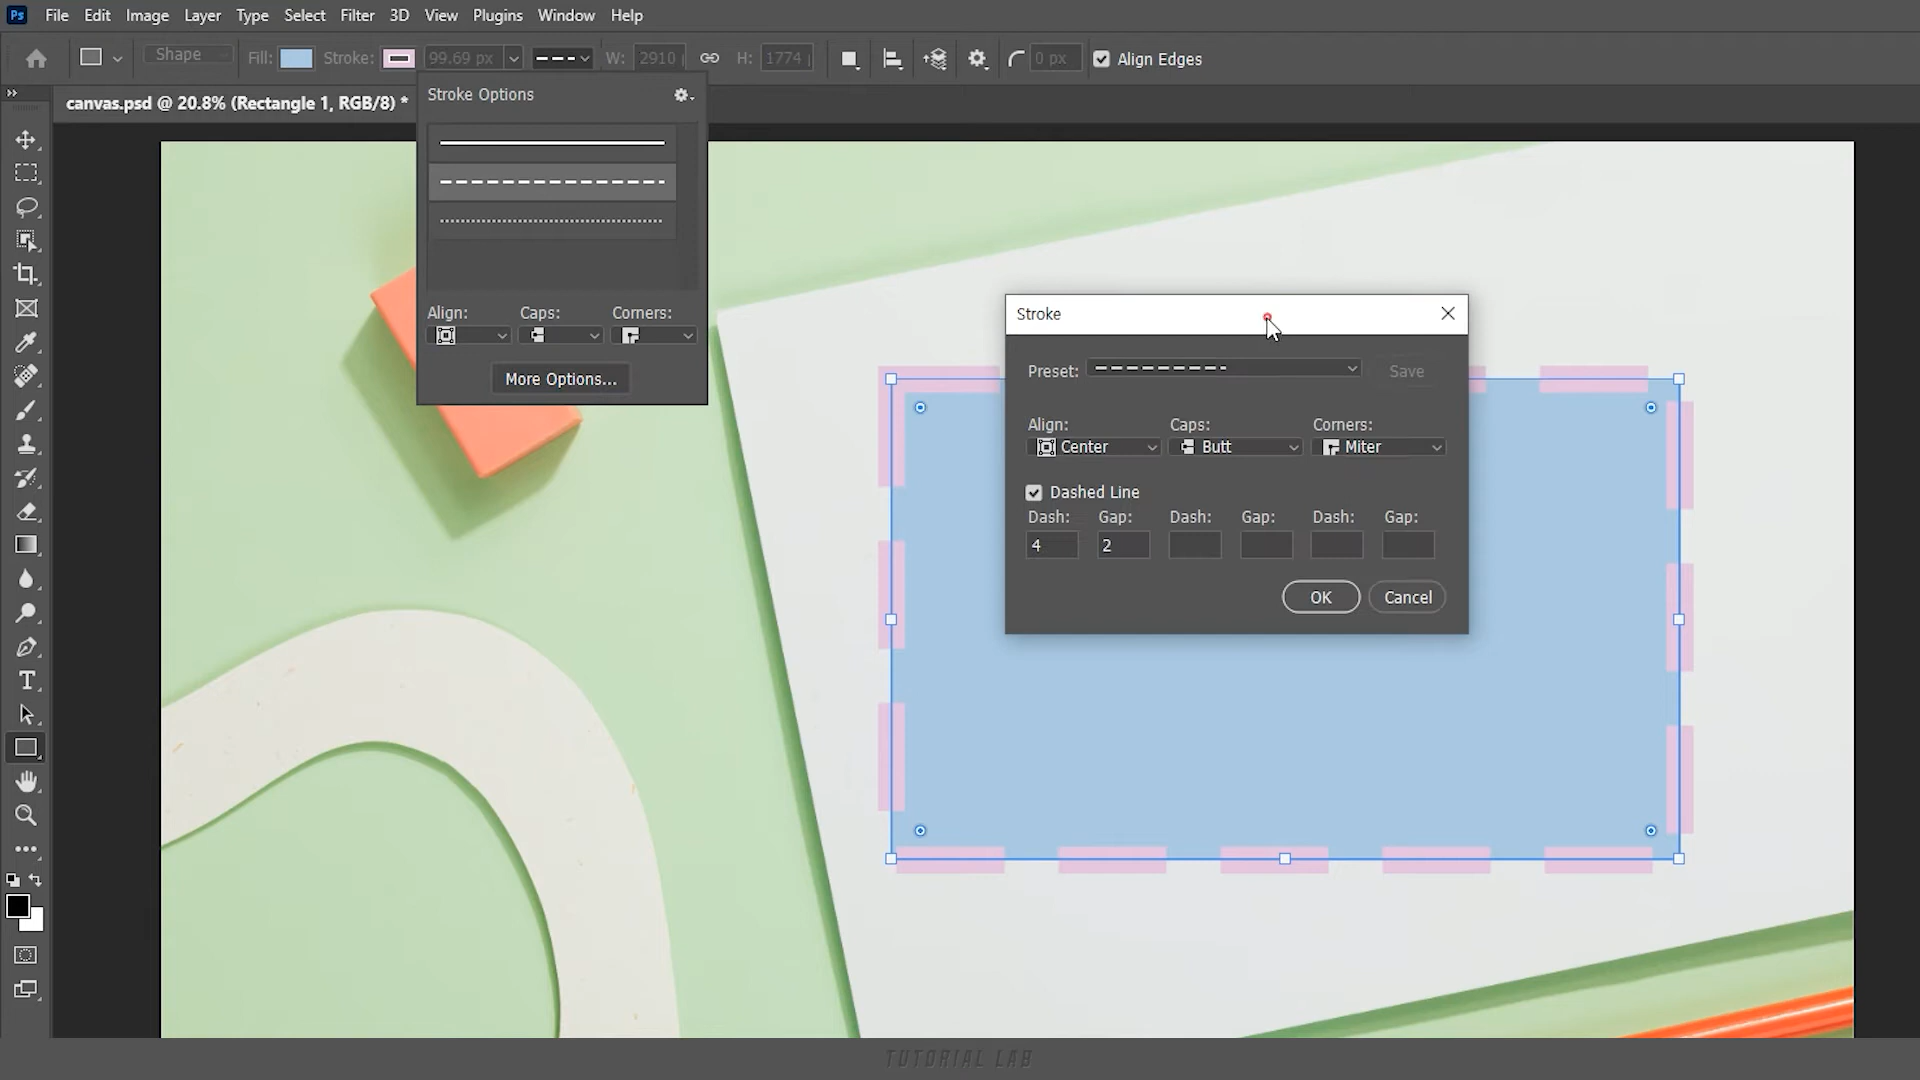 Ps File Edit Image Layer Type Select Filter 3D View Plugins Window Help
Shape Fill: Stroke: 99.69 px W: 2910 H: 1774 0 px Align Edges
canvas.psd @ 20.8% (Rectangle 1, RGB/8) *
Stroke Options
Align: Caps: Corners:
More Options...
Stroke
Preset: Save
Align: Caps: Corners:
Center Butt Miter
Dashed Line
Dash: Gap: Dash: Gap: Dash: Gap:
4 2
OK Cancel
T
TUTORIAL LAB